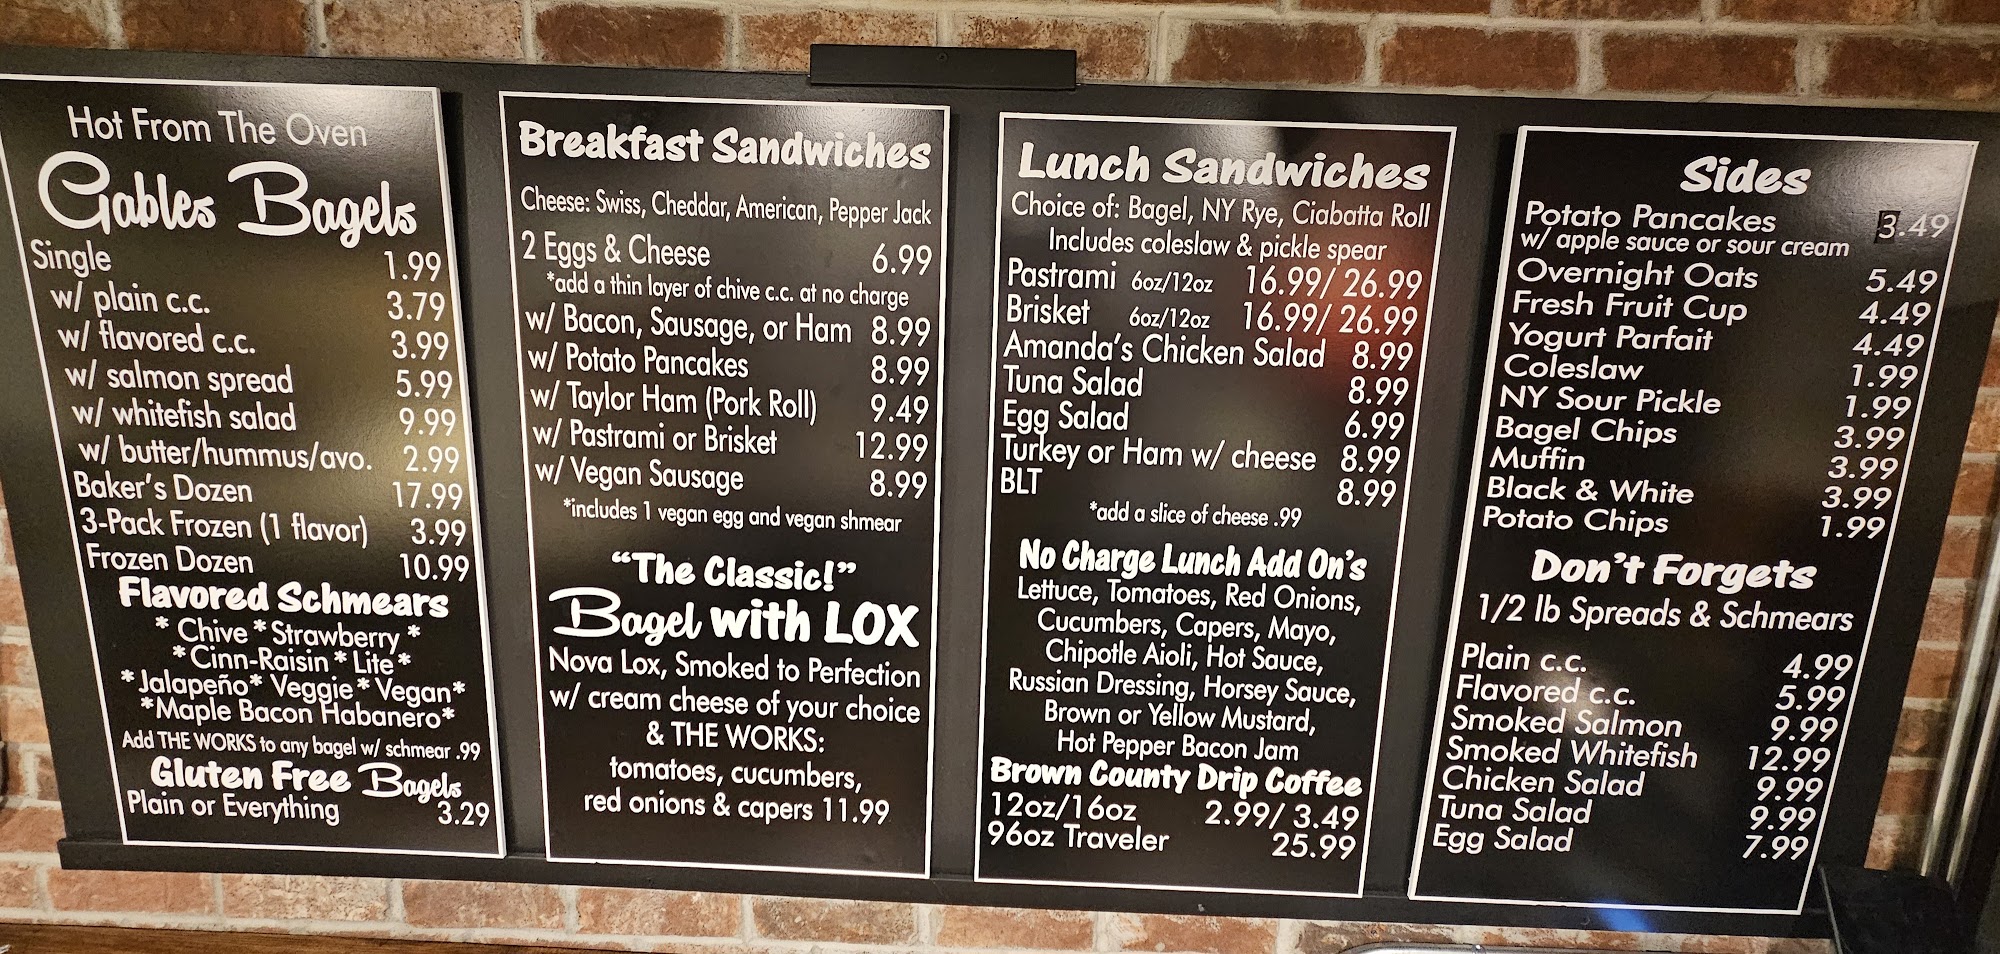 Hot From The Oven
Gables Bagels
Single 1.99
w/ plain c.c. 3.79
w/ flavored c.c. 3.99
w/ salmon spread 5.99
w/ whitefish salad 9.99
w/ butter/hummus/avo. 2.99
Baker's Dozen 17.99
3-Pack Frozen (1 flavor) 3.99
Frozen Dozen 10.99
Flavored Schmears
* Chive * Strawberry *
* Cinn-Raisin * Lite *
* Jalapeño* Veggie * Vegan*
*Maple Bacon Habanero*
Add THE WORKS to any bagel w/ schmear .99
Gluten Free Bagels
Plain or Everything 3.29
Breakfast Sandwiches
Cheese: Swiss, Cheddar, American, Pepper Jack
2 Eggs & Cheese 6.99
*add a thin layer of chive c.c. at no charge
w/ Bacon, Sausage, or Ham 8.99
w/ Potato Pancakes 8.99
w/ Taylor Ham (Pork Roll) 9.49
w/ Pastrami or Brisket 12.99
w/ Vegan Sausage 8.99
*includes 1 vegan egg and vegan shmear
"The Classic!"
Bagel with LOX
Nova Lox, Smoked to Perfection
w/ cream cheese of your choice
& THE WORKS:
tomatoes, cucumbers,
red onions & capers 11.99
Lunch Sandwiches
Choice of: Bagel, NY Rye, Ciabatta Roll
Includes coleslaw & pickle spear
Pastrami 6oz/12oz 16.99/ 26.99
Brisket 6oz/12oz 16.99/ 26.99
Amanda's Chicken Salad 8.99
Tuna Salad 8.99
Egg Salad 6.99
Turkey or Ham w/ cheese 8.99
BLT 8.99
*add a slice of cheese .99
No Charge Lunch Add On's
Lettuce, Tomatoes, Red Onions,
Cucumbers, Capers, Mayo,
Chipotle Aioli, Hot Sauce,
Russian Dressing, Horsey Sauce,
Brown or Yellow Mustard,
Hot Pepper Bacon Jam
Brown County Drip Coffee
12oz/16oz 2.99/ 3.49
96oz Traveler 25.99
Sides
Potato Pancakes 3.49
w/ apple sauce or sour cream
Overnight Oats 5.49
Fresh Fruit Cup 4.49
Yogurt Parfait 4.49
Coleslaw 1.99
NY Sour Pickle 1.99
Bagel Chips 3.99
Muffin 3.99
Black & White 3.99
Potato Chips 1.99
Don't Forgets
1/2 lb Spreads & Schmears
Plain c.c. 4.99
Flavored c.c. 5.99
Smoked Salmon 9.99
Smoked Whitefish 12.99
Chicken Salad 9.99
Tuna Salad 9.99
Egg Salad 7.99